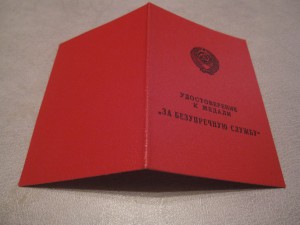 УДОСТОВЕРЕНИЕ
К МЕДАЛИ
„ЗА БЕЗУПРЕЧНУЮ СЛУЖБУ“